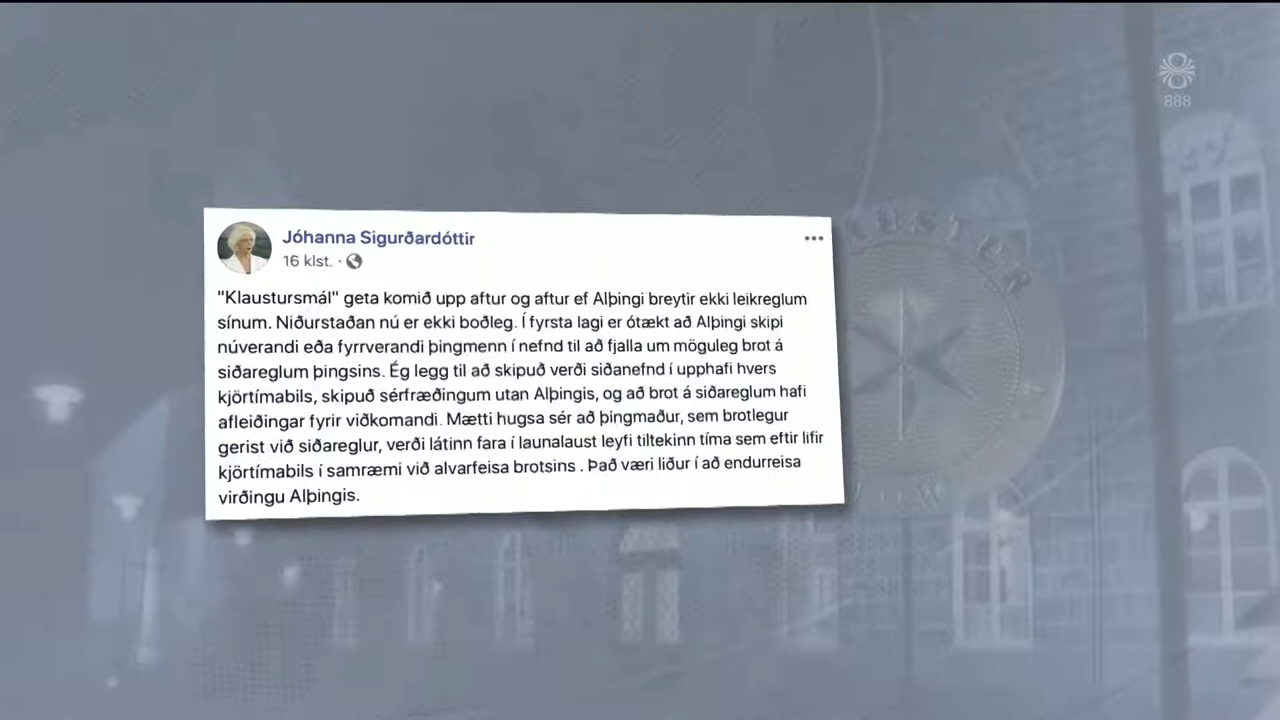 888
Jóhanna Sigurðardóttir
16 klst. ·
"Klaustursmál" geta komið upp aftur og aftur ef Alþingi breytir ekki leikreglum
sínum. Niðurstaðan nú er ekki boðleg. Í fyrsta lagi er ótækt að Alþingi skipi
núverandi eða fyrrverandi þingmenn í nefnd til að fjalla um möguleg brot á
siðareglum þingsins. Ég legg til að skipuð verði siðanefnd í upphafi hvers
kjörtímabils, skipuð sérfræðingum utan Alþingis, og að brot á siðareglum hafi
afleiðingar fyrir viðkomandi. Mætti hugsa sér að þingmaður, sem brotlegur
gerist við siðareglur, verði látinn fara í launalaust leyfi tiltekinn tíma sem eftir lifir
kjörtímabils í samræmi við alvarfeisa brotsins . Það væri liður í að endurreisa
virðingu Alþingis.